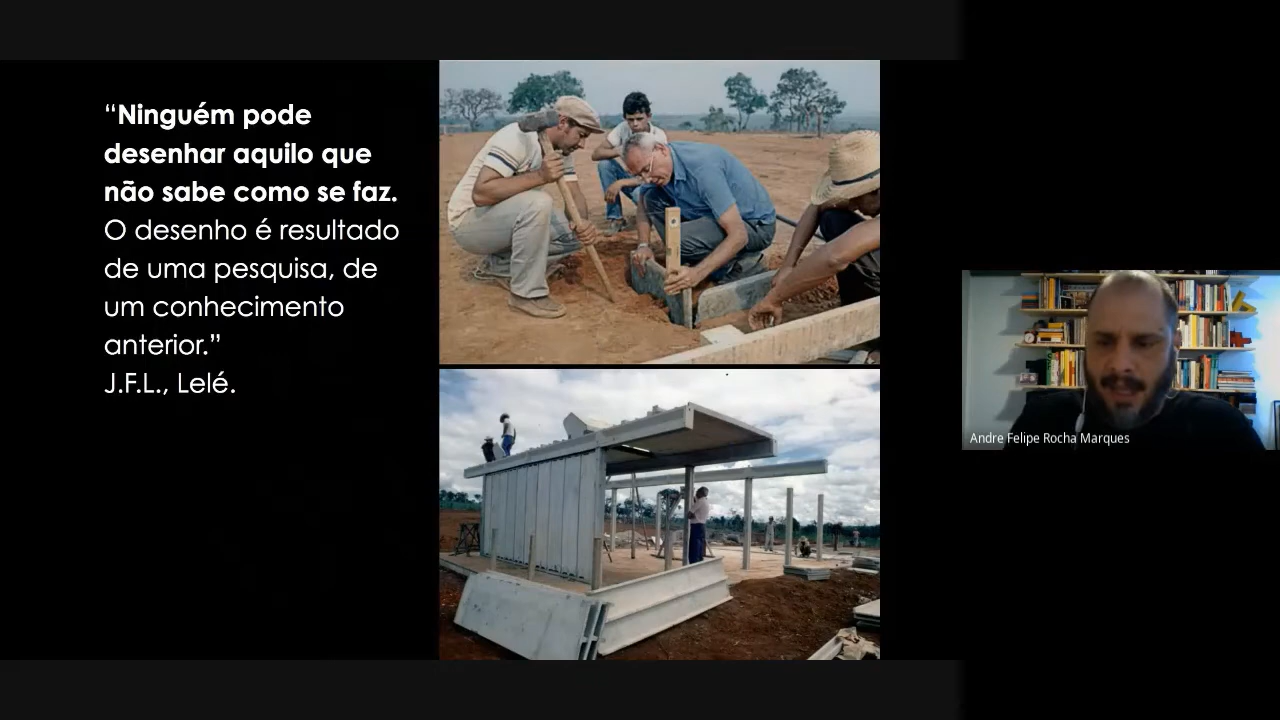 “Ninguém pode
desenhar aquilo que
não sabe como se faz.
O desenho é resultado
de uma pesquisa, de
um conhecimento
anterior.”
J.F.L., Lelé.
Andre Felipe Rocha Marques